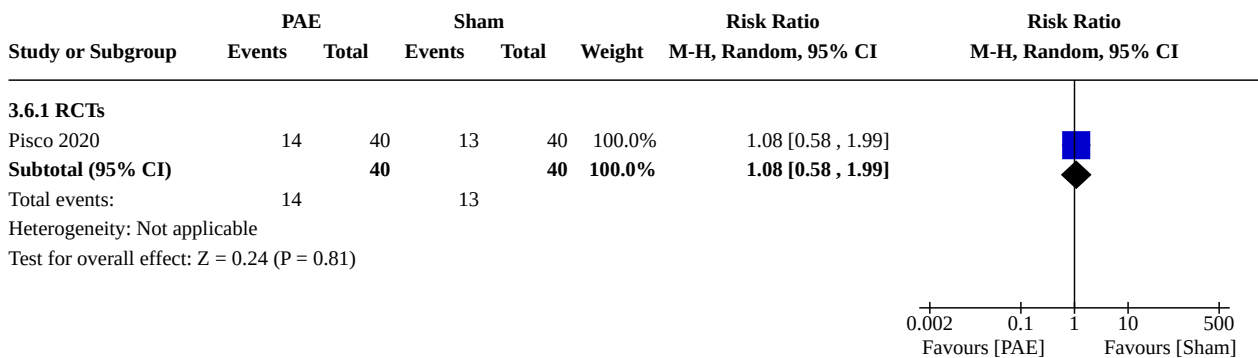 PAE Sham Risk Ratio Risk Ratio
Study or Subgroup Events Total Events Total Weight M-H, Random, 95% CI M-H, Random, 95% CI
3.6.1 RCTs
Pisco 2020 14 40 13 40 100.0% 1.08 [0.58 , 1.99]
Subtotal (95% CI) 40 40 100.0% 1.08 [0.58 , 1.99]
Total events: 14 13
Heterogeneity: Not applicable
Test for overall effect: Z = 0.24 (P = 0.81)
0.002 0.1 1 10 500
Favours [PAE] Favours [Sham]